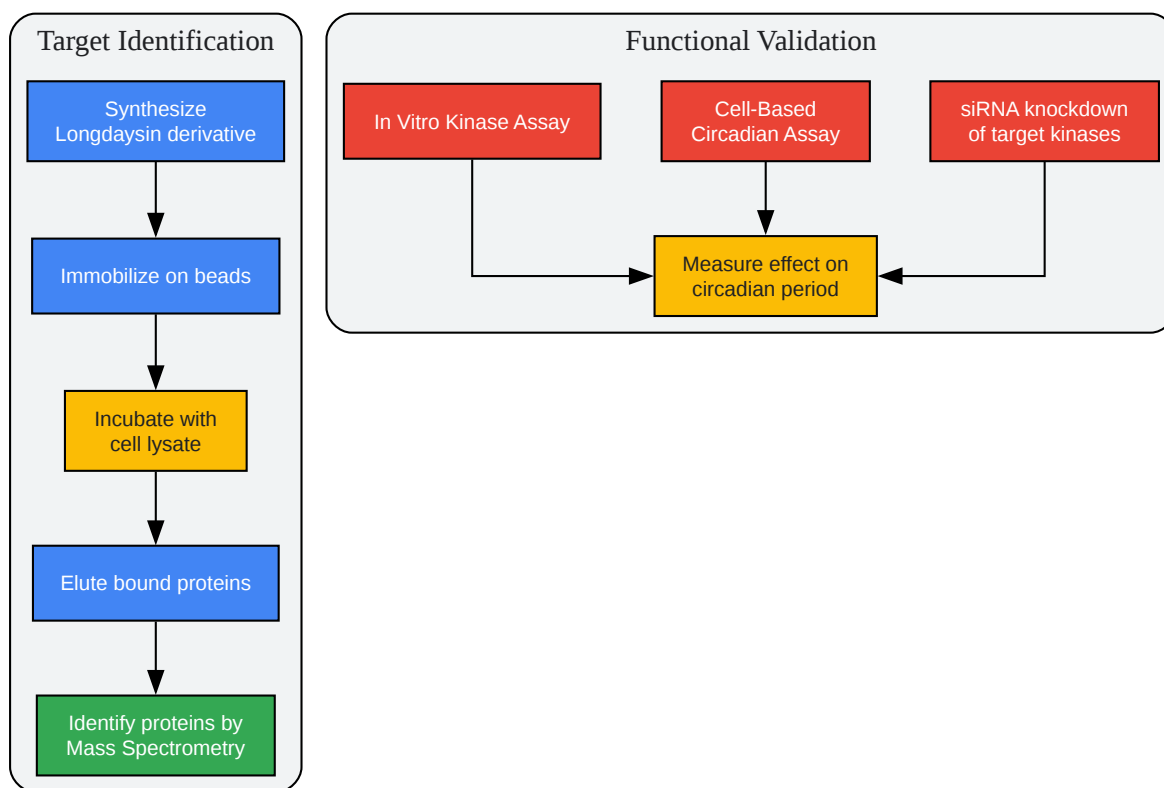 Target Identification
Synthesize
Longdaysin derivative
Immobilize on beads
Incubate with
cell lysate
Elute bound proteins
Identify proteins by
Mass Spectrometry
Functional Validation
In Vitro Kinase Assay
Cell-Based
Circadian Assay
siRNA knockdown
of target kinases
Measure effect on
circadian period